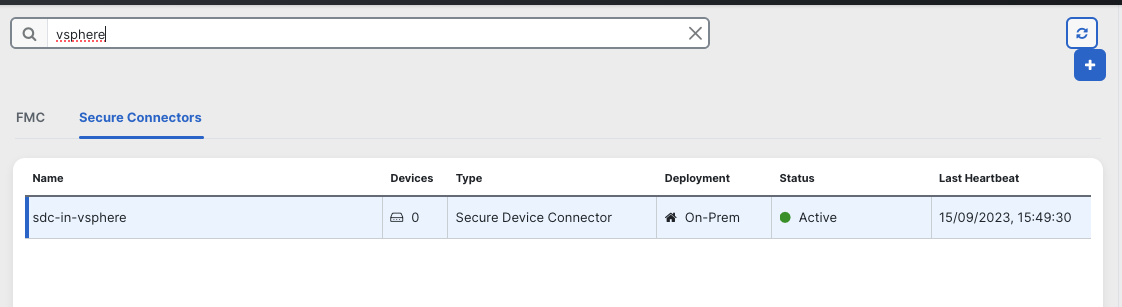 vsphere
FMC Secure Connectors
Name Devices Type Deployment Status Last Heartbeat
sdc-in-vsphere 0 Secure Device Connector On-Prem Active 15/09/2023, 15:49:30